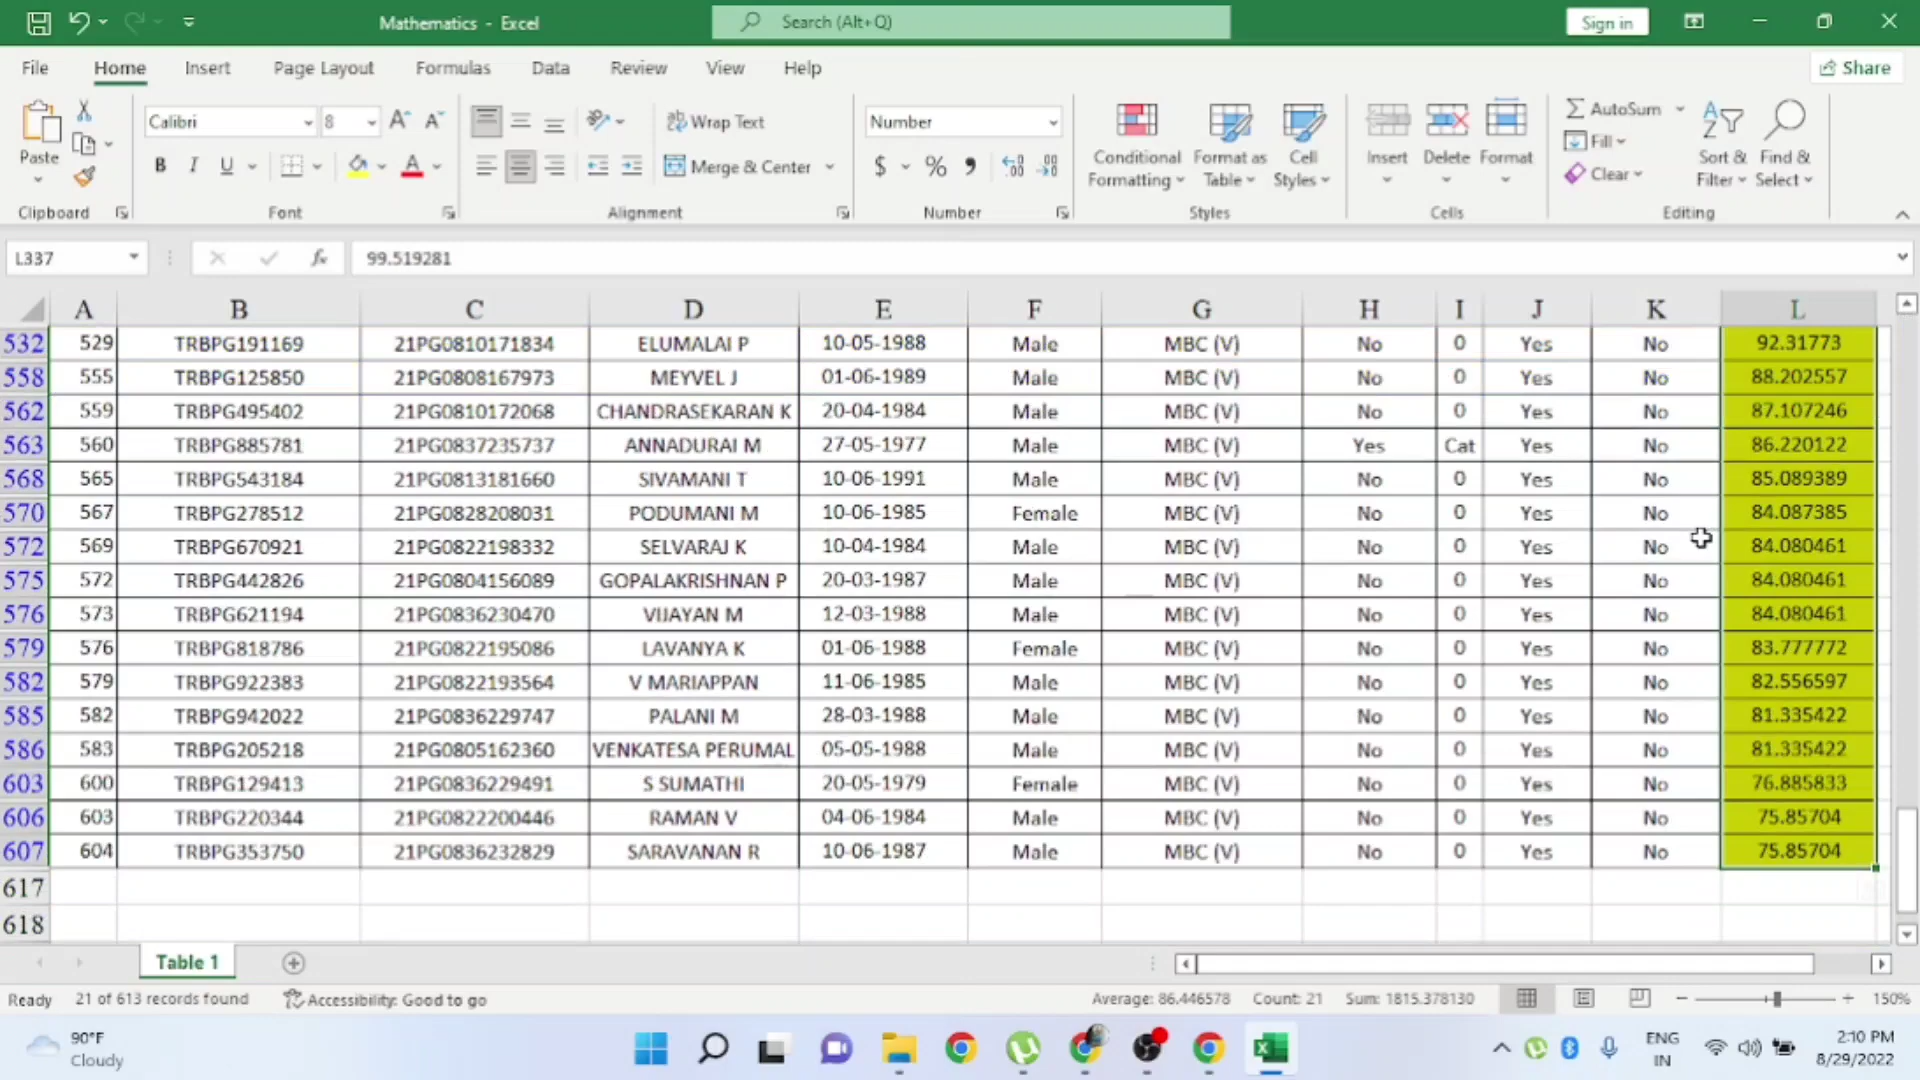 Mathematics - Excel
Search (Alt+Q)
Sign in
File Home Insert Page Layout Formulas Data Review View Help
Share
Paste
Clipboard
Calibri 8
B I U
Font
Wrap Text
Merge & Center
Alignment
Number
$ % ,
Number
Conditional Formatting
Format as Table
Cell Styles
Styles
Insert Delete Format
Cells
AutoSum
Fill
Clear
Sort & Filter
Find & Select
Editing
L337 fx 99.519281
A B C D E F G H I J K L
532 529 TRBPG191169 21PG0810171834 ELUMALAI P 10-05-1988 Male MBC (V) No 0 Yes No 92.31773
558 555 TRBPG125850 21PG0808167973 MEYVEL J 01-06-1989 Male MBC (V) No 0 Yes No 88.202557
562 559 TRBPG495402 21PG0810172068 CHANDRASEKARAN K 20-04-1984 Male MBC (V) No 0 Yes No 87.107246
563 560 TRBPG885781 21PG0837235737 ANNADURAI M 27-05-1977 Male MBC (V) Yes Cat Yes No 86.220122
568 565 TRBPG543184 21PG0813181660 SIVAMANI T 10-06-1991 Male MBC (V) No 0 Yes No 85.089389
570 567 TRBPG278512 21PG0828208031 PODUMANI M 10-06-1985 Female MBC (V) No 0 Yes No 84.087385
572 569 TRBPG670921 21PG0822198332 SELVARAJ K 10-04-1984 Male MBC (V) No 0 Yes No 84.080461
575 572 TRBPG442826 21PG0804156089 GOPALAKRISHNAN P 20-03-1987 Male MBC (V) No 0 Yes No 84.080461
576 573 TRBPG621194 21PG0836230470 VIJAYAN M 12-03-1988 Male MBC (V) No 0 Yes No 84.080461
579 576 TRBPG818786 21PG0822195086 LAVANYA K 01-06-1988 Female MBC (V) No 0 Yes No 83.777772
582 579 TRBPG922383 21PG0822193564 V MARIAPPAN 11-06-1985 Male MBC (V) No 0 Yes No 82.556597
585 582 TRBPG942022 21PG0836229747 PALANI M 28-03-1988 Male MBC (V) No 0 Yes No 81.335422
586 583 TRBPG205218 21PG0805162360 VENKATESA PERUMAL 05-05-1988 Male MBC (V) No 0 Yes No 81.335422
603 600 TRBPG129413 21PG0836229491 S SUMATHI 20-05-1979 Female MBC (V) No 0 Yes No 76.885833
606 603 TRBPG220344 21PG0822200446 RAMAN V 04-06-1984 Male MBC (V) No 0 Yes No 75.85704
607 604 TRBPG353750 21PG0836232829 SARAVANAN R 10-06-1987 Male MBC (V) No 0 Yes No 75.85704
617
618
Table 1
Ready 21 of 613 records found Accessibility: Good to go Average: 86.446578 Count: 21 Sum: 1815.378130 150%
90°F
Cloudy
ENG
IN
2:10 PM
8/29/2022